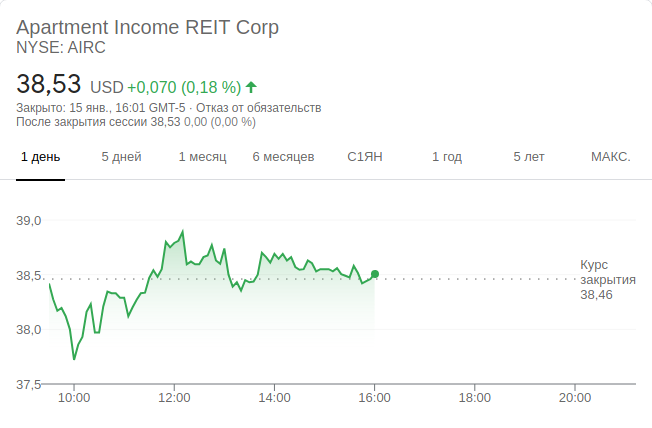 Apartment Income REIT Corp
NYSE: AIRC
38,53 USD +0,070 (0,18 %)
Закрыто: 15 янв., 16:01 GMT-5 · Отказ от обязательств
После закрытия сессии 38,53 0,00 (0,00 %)
1 день 5 дней 1 месяц 6 месяцев С1ЯН 1 год 5 лет МАКС.
39,0
38,5
38,0
37,5
Курс
закрытия
38,46
10:00 12:00 14:00 16:00 18:00 20:00